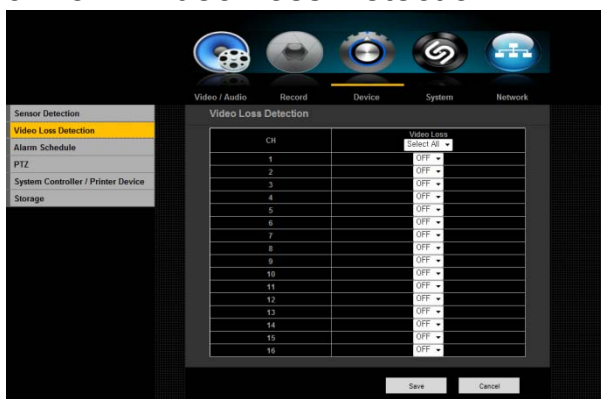 Video / Audio Record Device System Network
Sensor Detection
Video Loss Detection
Alarm Schedule
PTZ
System Controller / Printer Device
Storage
Video Loss Detection
CH Video Loss
Select All
1 OFF
2 OFF
3 OFF
4 OFF
5 OFF
6 OFF
7 OFF
8 OFF
9 OFF
10 OFF
11 OFF
12 OFF
13 OFF
14 OFF
15 OFF
16 OFF
Save Cancel